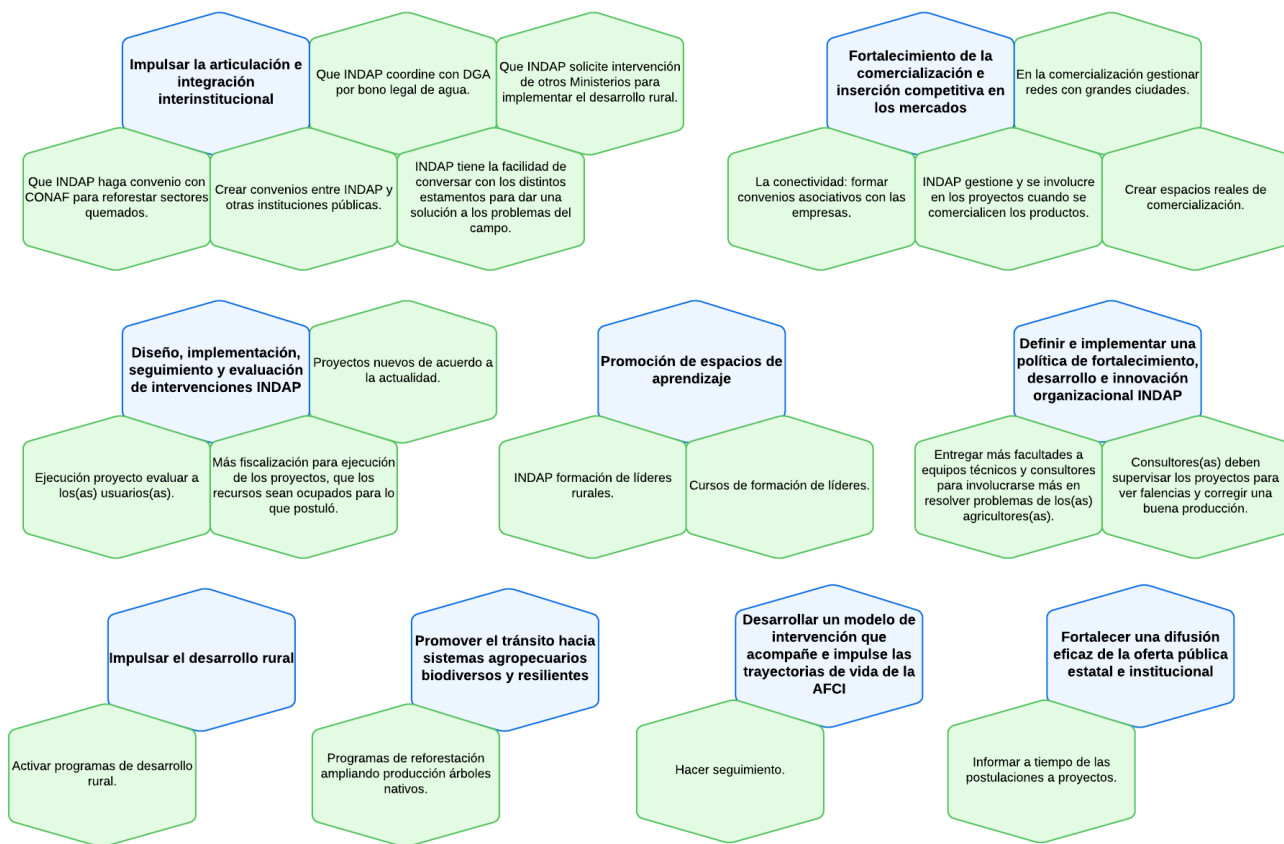 Impulsar la articulación e
integración
interinstitucional
Que INDAP coordine con DGA
por bono legal de agua.
Que INDAP solicite intervención
de otros Ministerios para
implementar el desarrollo rural.
Que INDAP haga convenio con
CONAF para reforestar sectores
quemados.
Crear convenios entre INDAP y
otras instituciones públicas.
INDAP tiene la facilidad de
conversar con los distintos
estamentos para dar una
solución a los problemas del
campo.
Fortalecimiento de la
comercialización e
inserción competitiva en
los mercados
En la comercialización gestionar
redes con grandes ciudades.
La conectividad: formar
convenios asociativos con las
empresas.
INDAP gestione y se involucre
en los proyectos cuando se
comercialicen los productos.
Crear espacios reales de
comercialización.
Diseño, implementación,
seguimiento y evaluación
de intervenciones INDAP
Proyectos nuevos de acuerdo a
la actualidad.
Ejecución proyecto evaluar a
los(as) usuarios(as).
Más fiscalización para ejecución
de los proyectos, que los
recursos sean ocupados para lo
que postuló.
Promoción de espacios de
aprendizaje
INDAP formación de líderes
rurales.
Cursos de formación de líderes.
Definir e implementar una
política de fortalecimiento,
desarrollo e innovación
organizacional INDAP
Entregar más facultades a
equipos técnicos y consultores
para involucrarse más en
resolver problemas de los(as)
agricultores(as).
Consultores(as) deben
supervisar los proyectos para
ver falencias y corregir una
buena producción.
Impulsar el desarrollo rural
Activar programas de desarrollo
rural.
Promover el tránsito hacia
sistemas agropecuarios
biodiversos y resilientes
Programas de reforestación
ampliando producción árboles
nativos.
Desarrollar un modelo de
intervención que
acompañe e impulse las
trayectorias de vida de la
AFCI
Hacer seguimiento.
Fortalecer una difusión
eficaz de la oferta pública
estatal e institucional
Informar a tiempo de las
postulaciones a proyectos.